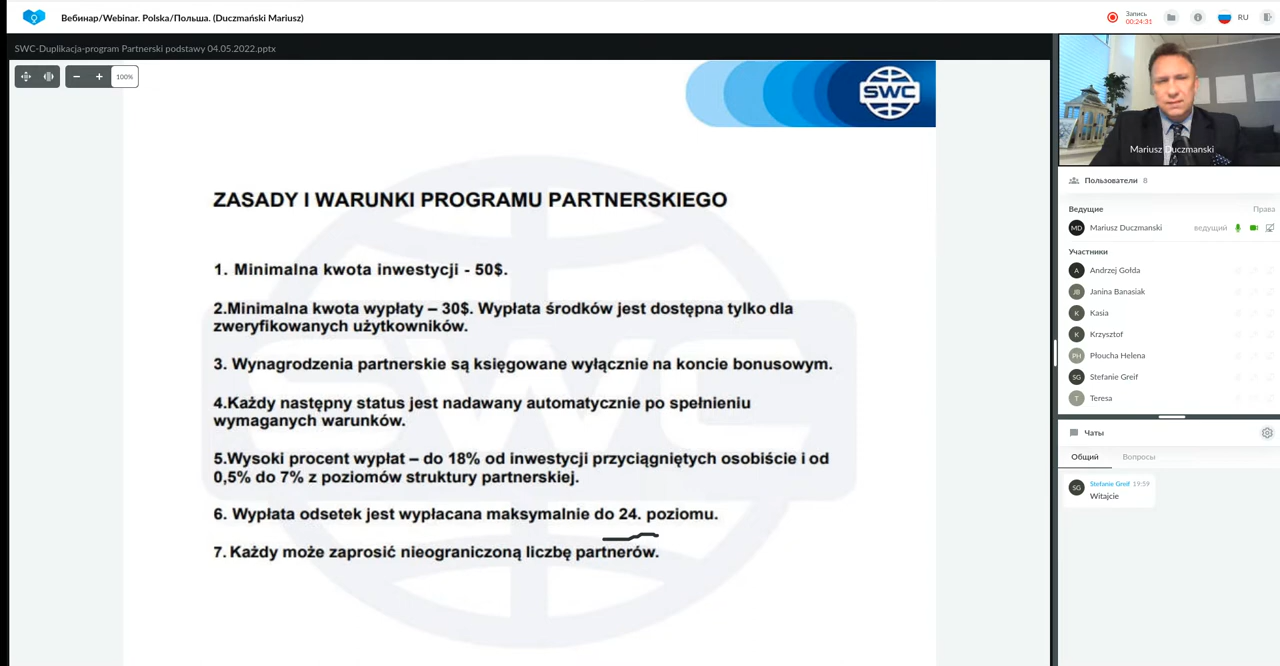 Вебинар/Webinar. Polska/Польша. (Duczmański Mariusz)
Запись
00:24:31
RU
SWC-Duplikacja-program Partnerski podstawy 04.05.2022.pptx
100%
SWC
ZASADY I WARUNKI PROGRAMU PARTNERSKIEGO
1. Minimalna kwota inwestycji - 50$.
2.Minimalna kwota wypłaty – 30$. Wypłata środków jest dostępna tylko dla
zweryfikowanych użytkowników.
3. Wynagrodzenia partnerskie są księgowane wyłącznie na koncie bonusowym.
4.Każdy następny status jest nadawany automatycznie po spełnieniu
wymaganych warunków.
5.Wysoki procent wypłat – do 18% od inwestycji przyciągniętych osobiście i od
0,5% do 7% z poziomów struktury partnerskiej.
6. Wypłata odsetek jest wypłacana maksymalnie do 24. poziomu.
7. Każdy może zaprosić nieograniczoną liczbę partnerów.
SWC
Mariusz Duczmanski
Пользователи 8
Ведущие Права
MD Mariusz Duczmanski ведущий
Участники
A Andrzej Gołda
JB Janina Banasiak
K Kasia
K Krzysztof
PH Płoucha Helena
SG Stefanie Greif
T Teresa
Чаты
Общий Вопросы
SG Stefanie Greif 19:59
Witajcie